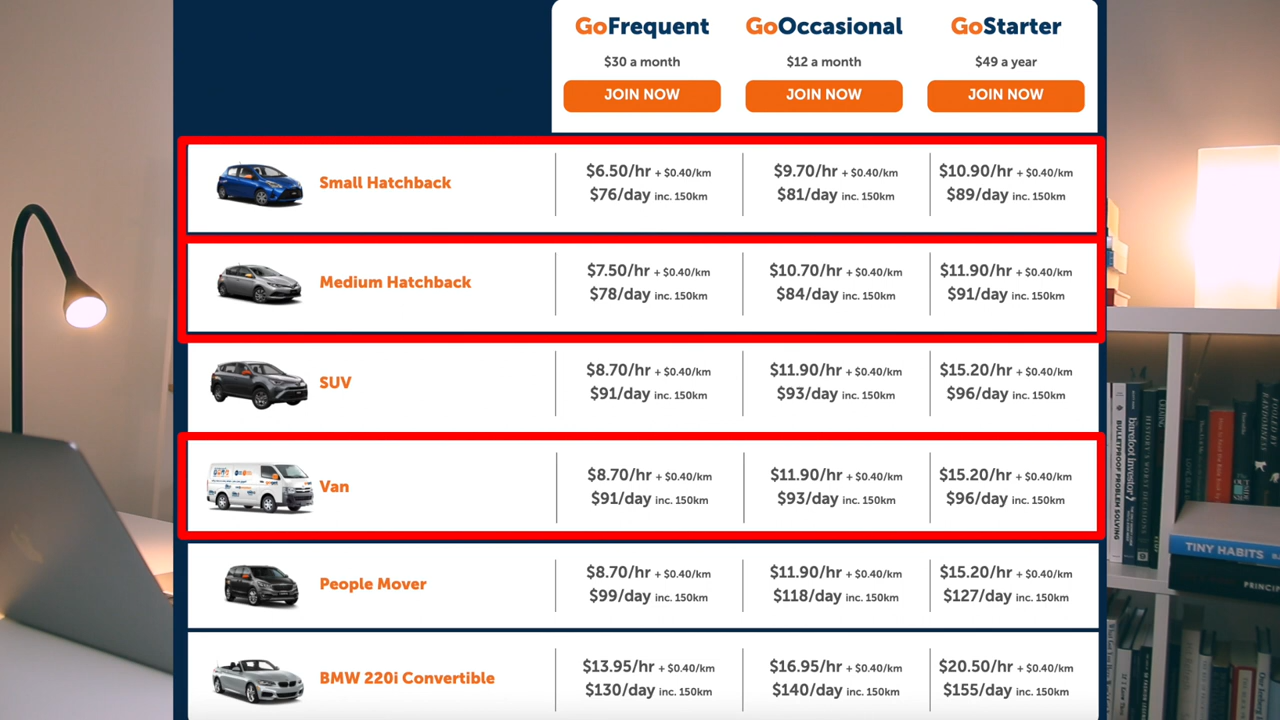 GoFrequent GoOccasional GoStarter
$30 a month $12 a month $49 a year
JOIN NOW JOIN NOW JOIN NOW
Small Hatchback
$6.50/hr + $0.40/km $9.70/hr + $0.40/km $10.90/hr + $0.40/km
$76/day inc. 150km $81/day inc. 150km $89/day inc. 150km
Medium Hatchback
$7.50/hr + $0.40/km $10.70/hr + $0.40/km $11.90/hr + $0.40/km
$78/day inc. 150km $84/day inc. 150km $91/day inc. 150km
SUV
$8.70/hr + $0.40/km $11.90/hr + $0.40/km $15.20/hr + $0.40/km
$91/day inc. 150km $93/day inc. 150km $96/day inc. 150km
Van
$8.70/hr + $0.40/km $11.90/hr + $0.40/km $15.20/hr + $0.40/km
$91/day inc. 150km $93/day inc. 150km $96/day inc. 150km
People Mover
$8.70/hr + $0.40/km $11.90/hr + $0.40/km $15.20/hr + $0.40/km
$99/day inc. 150km $118/day inc. 150km $127/day inc. 150km
BMW 220i Convertible
$13.95/hr + $0.40/km $16.95/hr + $0.40/km $20.50/hr + $0.40/km
$130/day inc. 150km $140/day inc. 150km $155/day inc. 150km
BULLETPROOF PROBLEM SOLVING
barefoot Investor
HISTORY'S WORST DECISIONS
FOOLED BY RANDOMNESS
TINY HABITS
PRINCIP